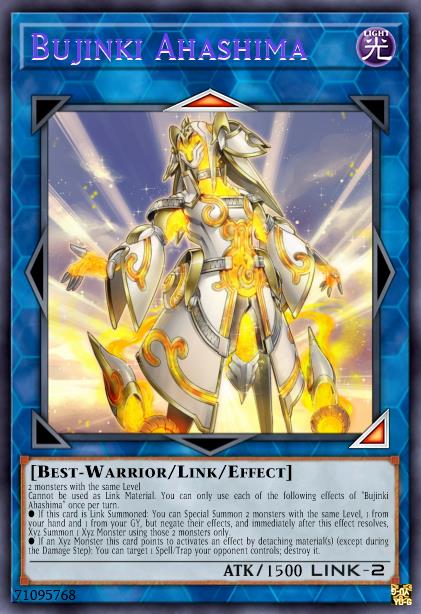 Bujinki Ahashima
LIGHT
光
[Best-Warrior/Link/Effect]
2 monsters with the same Level
Cannot be used as Link Material. You can only use each of the following effects of "Bujinki
Ahashima" once per turn.
● If this card is Link Summoned: You can Special Summon 2 monsters with the same Level, 1 from
your hand and 1 from your GY, but negate their effects, and immediately after this effect resolves,
Xyz Summon 1 Xyz Monster using those 2 monsters only.
● If an Xyz Monster this card points to activates an effect by detaching material(s) (except during
the Damage Step): You can target 1 Spell/Trap your opponent controls; destroy it.
ATK/1500 LINK-2
71095768